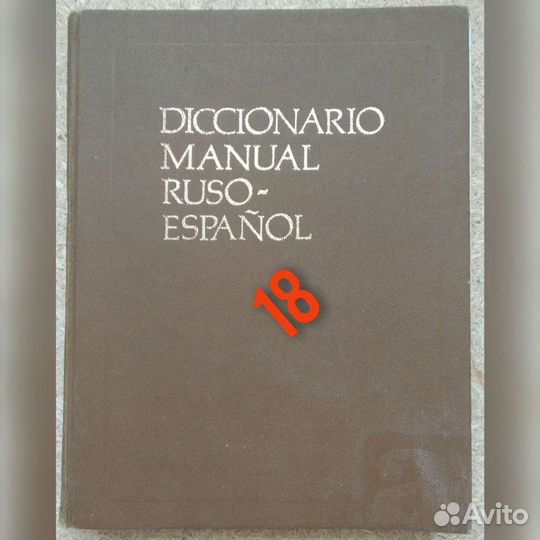 DICCIONARIO
MANUAL
RUSO-
ESPAÑOL
18
Avito